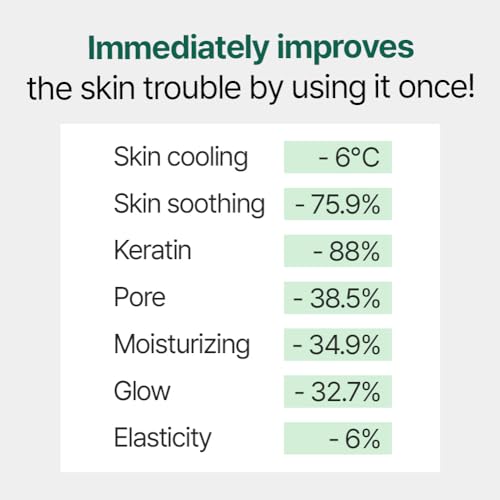 Immediately improves
the skin trouble by using it once!
Skin cooling - 6°C
Skin soothing - 75.9%
Keratin - 88%
Pore - 38.5%
Moisturizing - 34.9%
Glow - 32.7%
Elasticity - 6%